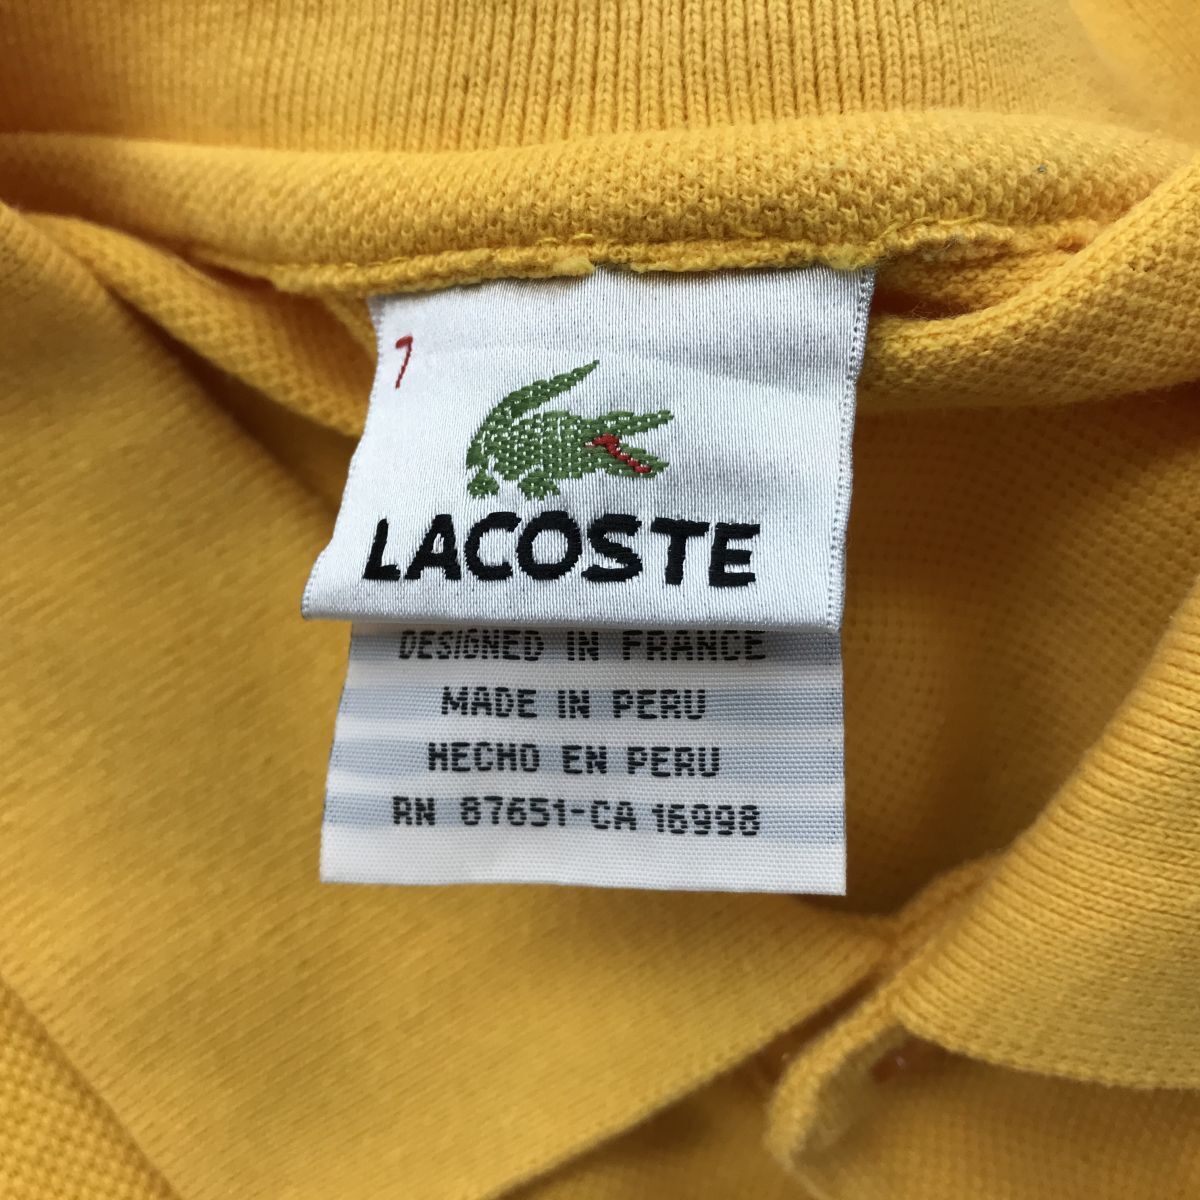 7
LACOSTE
DESIGNED IN FRANCE
MADE IN PERU
HECHO EN PERU
RN 87651-CA 16998